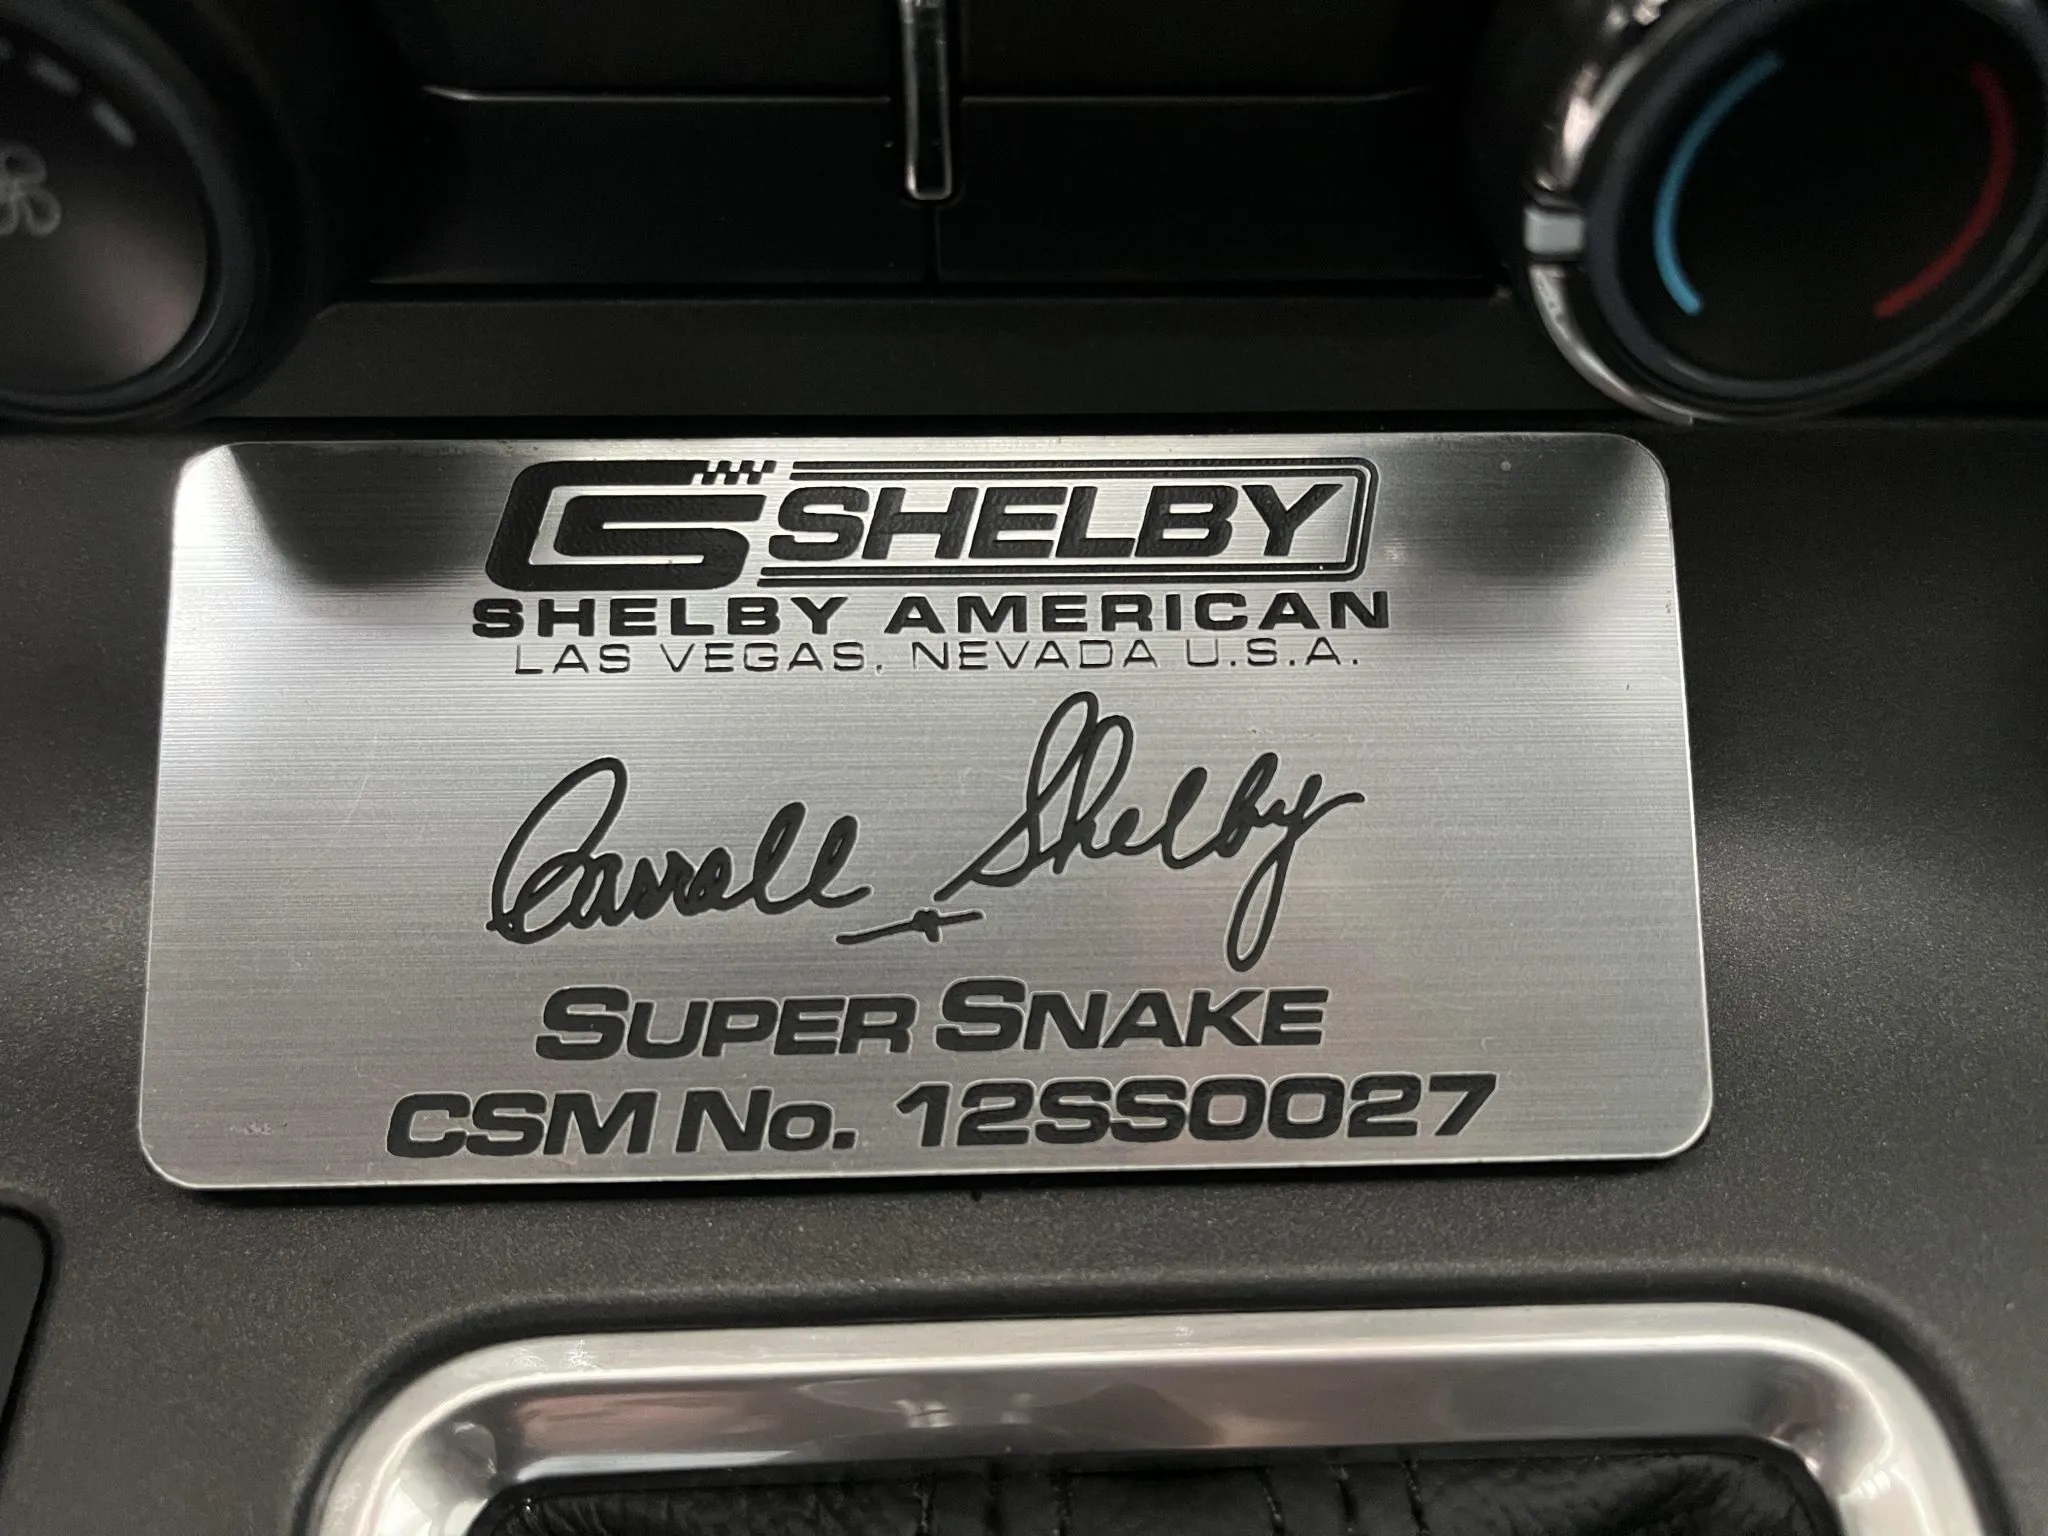 SHELBY
SHELBY AMERICAN
LAS VEGAS, NEVADA U.S.A.
Carroll Shelby
SUPER SNAKE
CSM No. 12SS0027